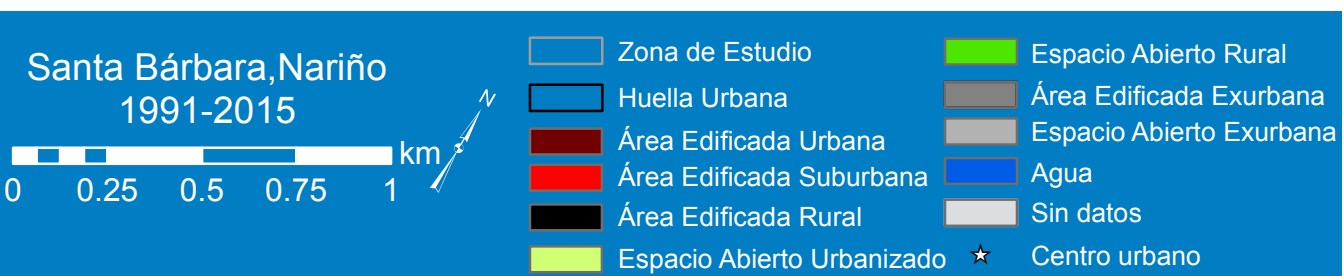 Santa Bárbara,Nariño
1991-2015
km
0 0.25 0.5 0.75 1
N
Zona de Estudio
Huella Urbana
Área Edificada Urbana
Área Edificada Suburbana
Área Edificada Rural
Espacio Abierto Urbanizado
Espacio Abierto Rural
Área Edificada Exurbana
Espacio Abierto Exurbana
Agua
Sin datos
Centro urbano